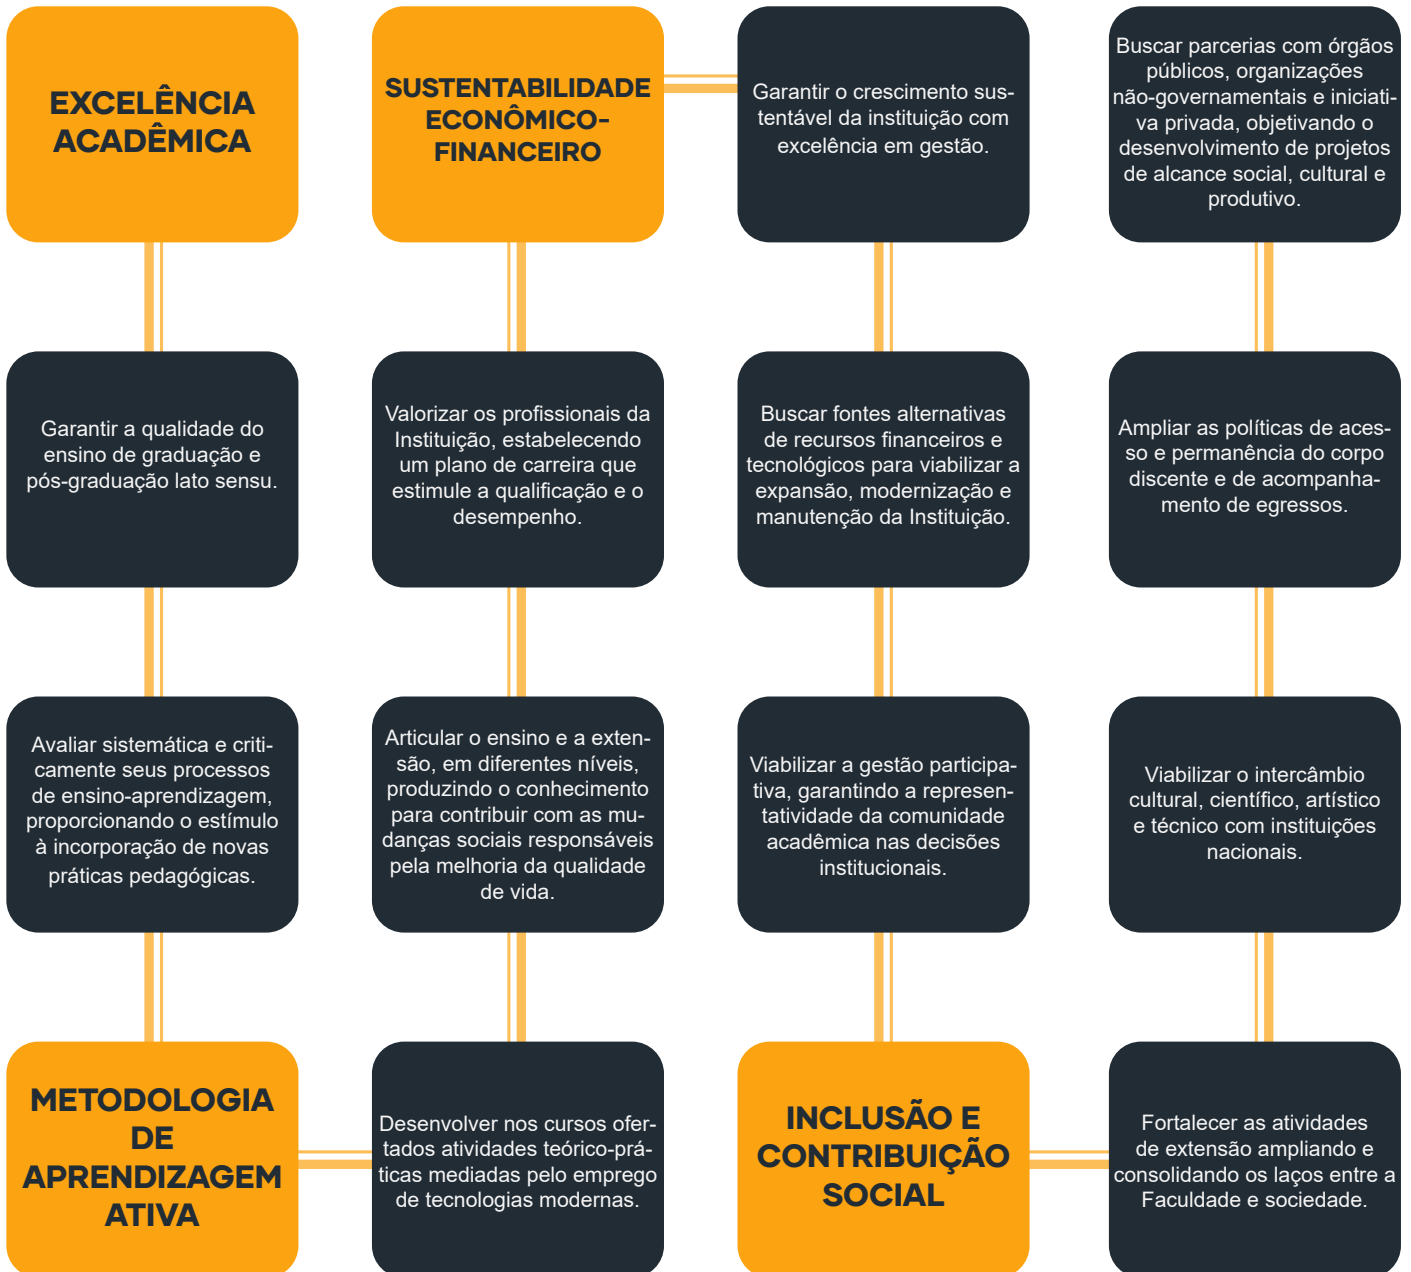 EXCELÊNCIA
ACADÊMICA
Garantir a qualidade do
ensino de graduação e
pós-graduação lato sensu.
Avaliar sistemática e criti-
camente seus processos
de ensino-aprendizagem,
proporcionando o estímulo
à incorporação de novas
práticas pedagógicas.
METODOLOGIA
DE
APRENDIZAGEM
ATIVA
Desenvolver nos cursos ofer-
tados atividades teórico-prá-
ticas mediadas pelo emprego
de tecnologias modernas.
Articular o ensino e a exten-
são, em diferentes níveis,
produzindo o conhecimento
para contribuir com as mu-
danças sociais responsáveis
pela melhoria da qualidade
de vida.
Valorizar os profissionais da
Instituição, estabelecendo
um plano de carreira que
estimule a qualificação e o
desempenho.
SUSTENTABILIDADE
ECONÔMICO-
FINANCEIRO
Garantir o crescimento sus-
tentável da instituição com
excelência em gestão.
Buscar fontes alternativas
de recursos financeiros e
tecnológicos para viabilizar a
expansão, modernização e
manutenção da Instituição.
Viabilizar a gestão participa-
tiva, garantindo a represen-
tatividade da comunidade
acadêmica nas decisões
institucionais.
INCLUSÃO E
CONTRIBUIÇÃO
SOCIAL
Fortalecer as atividades
de extensão ampliando e
consolidando os laços entre a
Faculdade e sociedade.
Viabilizar o intercâmbio
cultural, científico, artístico
e técnico com instituições
nacionais.
Ampliar as políticas de aces-
so e permanência do corpo
discente e de acompanha-
mento de egressos.
Buscar parcerias com órgãos
públicos, organizações
não-governamentais e iniciati-
va privada, objetivando o
desenvolvimento de projetos
de alcance social, cultural e
produtivo.